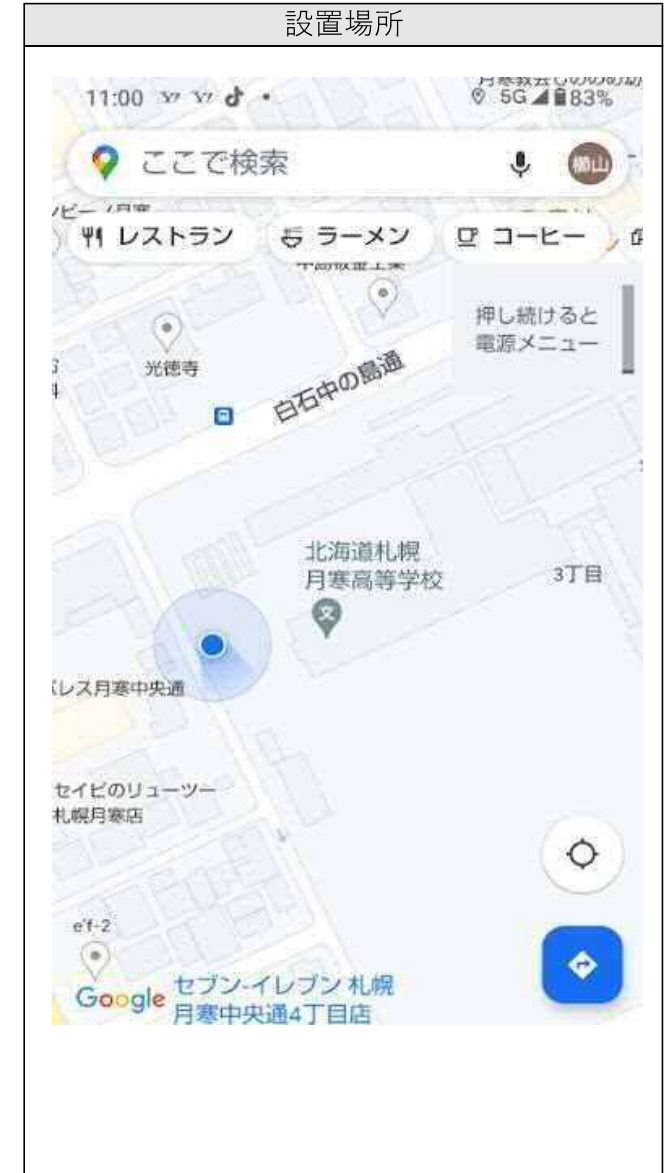 設置場所
11:00
5G 83%
ここで検索
櫛山
レストラン
ラーメン
コーヒー
押し続けると
電源メニュー
光徳寺
白石中の島通
北海道札幌
月寒高等学校
文
3丁目
レス月寒中央通
セイビのリューツー
札幌月寒店
e'f-2
Google
セブン-イレブン 札幌
月寒中央通4丁目店